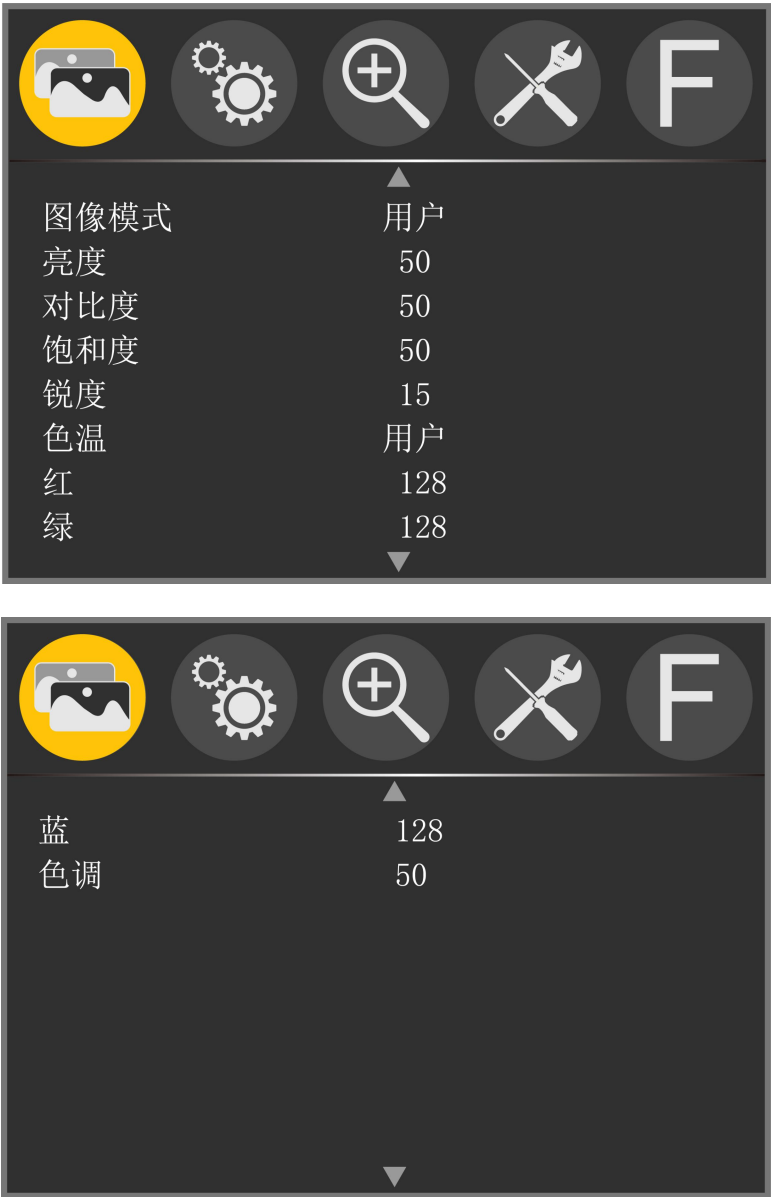 F
图像模式 用户
亮度 50
对比度 50
饱和度 50
锐度 15
色温 用户
红 128
绿 128
F
蓝 128
色调 50